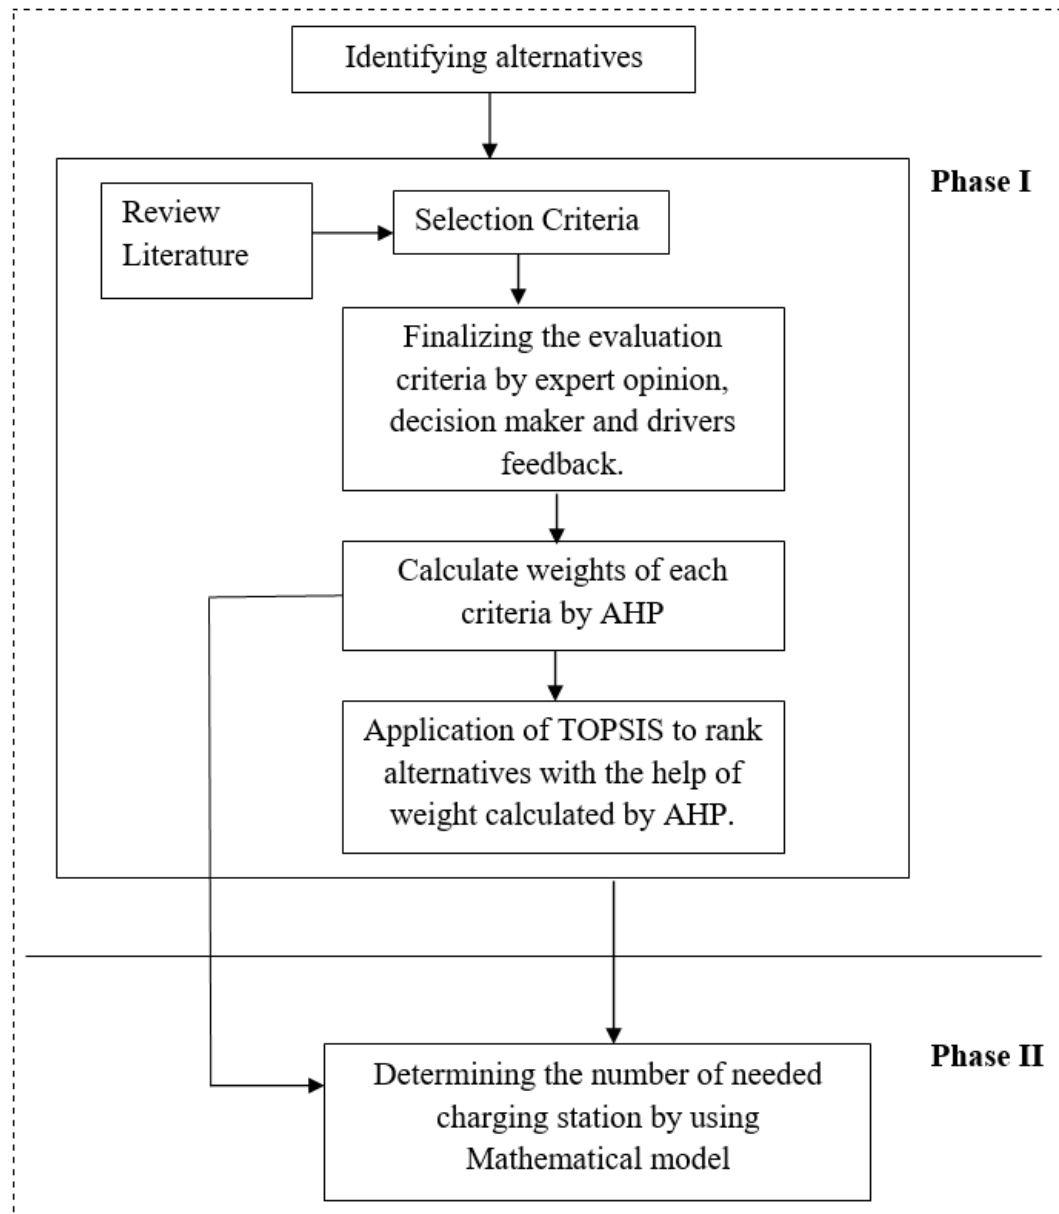 Identifying alternatives
Phase I
Review
Literature
Selection Criteria
Finalizing the evaluation
criteria by expert opinion,
decision maker and drivers
feedback.
Calculate weights of each
criteria by AHP
Application of TOPSIS to rank
alternatives with the help of
weight calculated by AHP.
Phase II
Determining the number of needed
charging station by using
Mathematical model